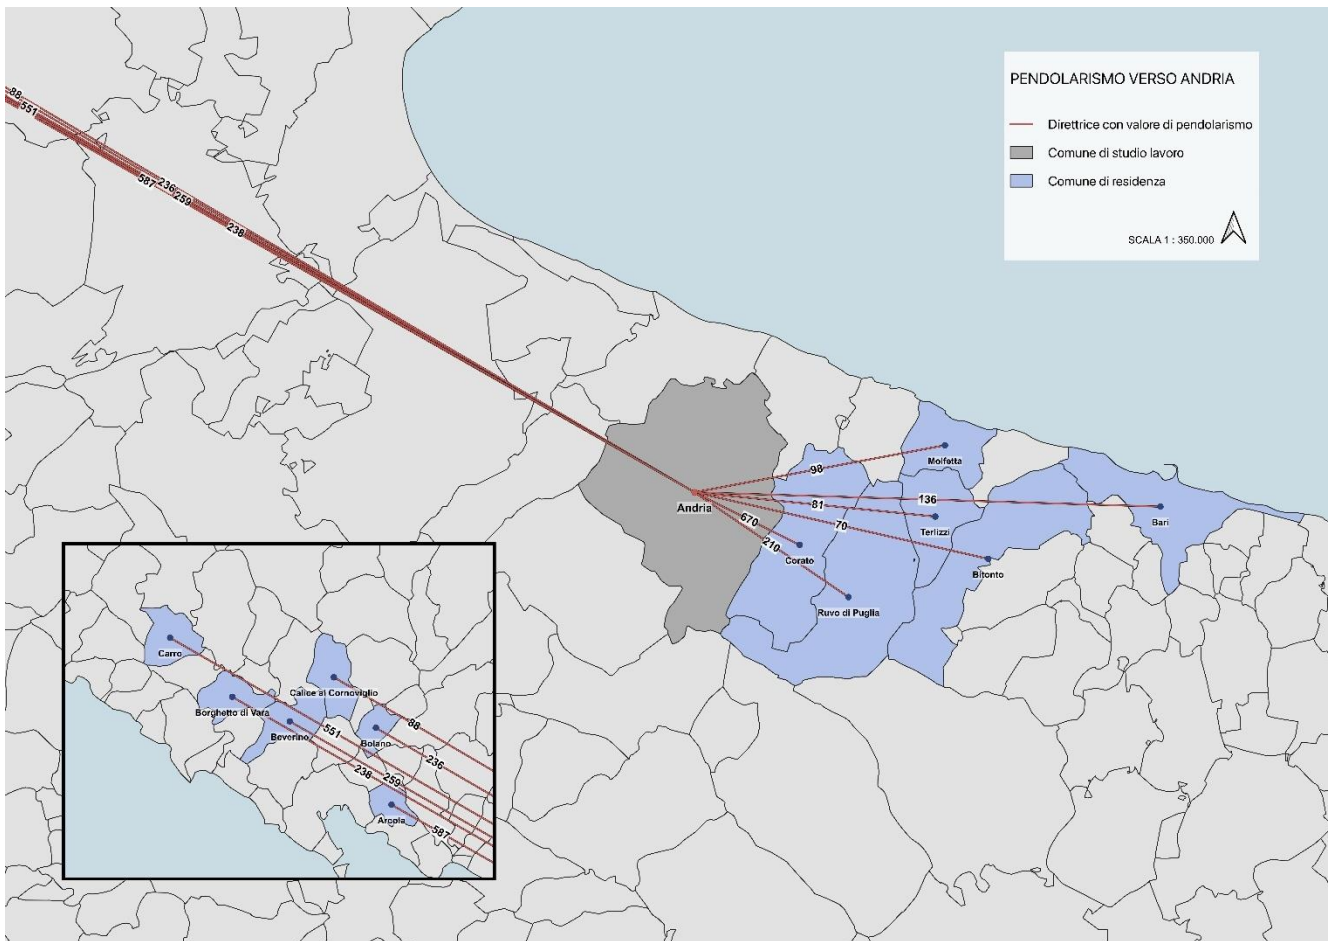 PENDOLARISMO VERSO ANDRIA
Direttrice con valore di pendolarismo
Comune di studio lavoro
Comune di residenza
SCALA 1 : 350.000
88
551
236
587
259
238
98
Molfetta
136
Andria
81
Bari
670
70
Terlizzi
210
Corato
Bitonto
Ruvo di Puglia
Carro
Calice al Cornoviglio
Borghetto di Vara
88
551
Beverino
Bolano
236
238
259
Arcola
587